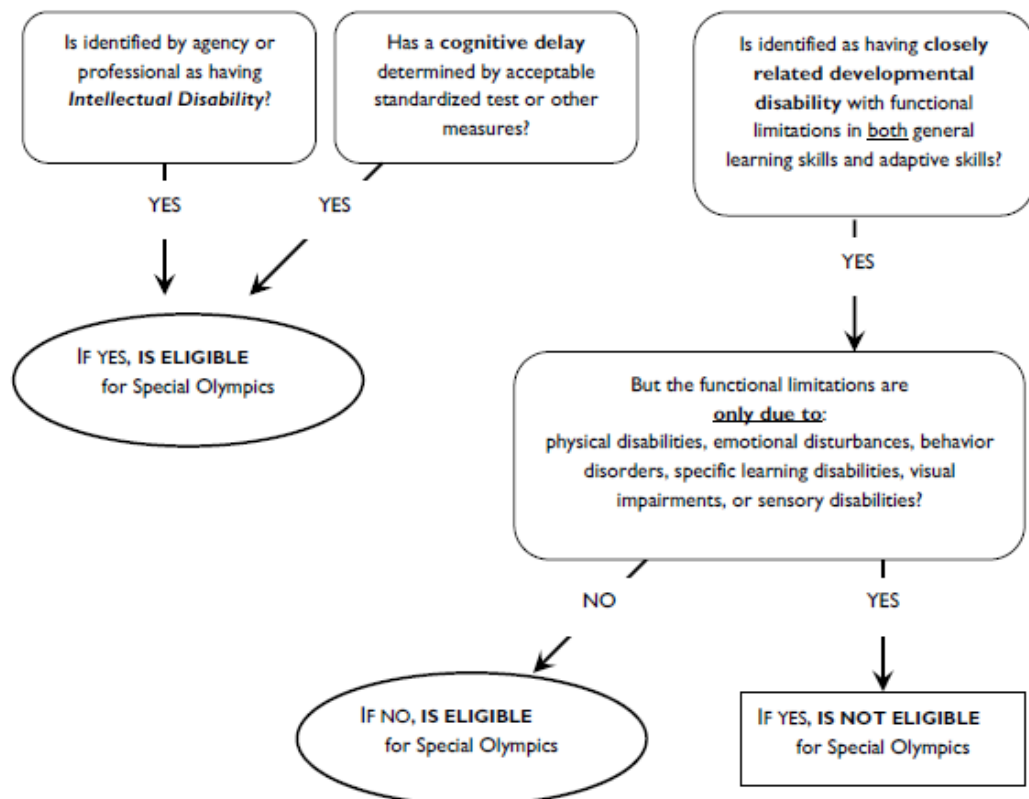 Is identified by agency or
professional as having
Intellectual Disability?
Has a cognitive delay
determined by acceptable
standardized test or other
measures?
Is identified as having closely
related developmental
disability with functional
limitations in both general
learning skills and adaptive skills?
YES
YES
YES
IF YES, IS ELIGIBLE
for Special Olympics
But the functional limitations are
only due to:
physical disabilities, emotional disturbances, behavior
disorders, specific learning disabilities, visual
impairments, or sensory disabilities?
NO
YES
IF NO, IS ELIGIBLE
for Special Olympics
IF YES, IS NOT ELIGIBLE
for Special Olympics